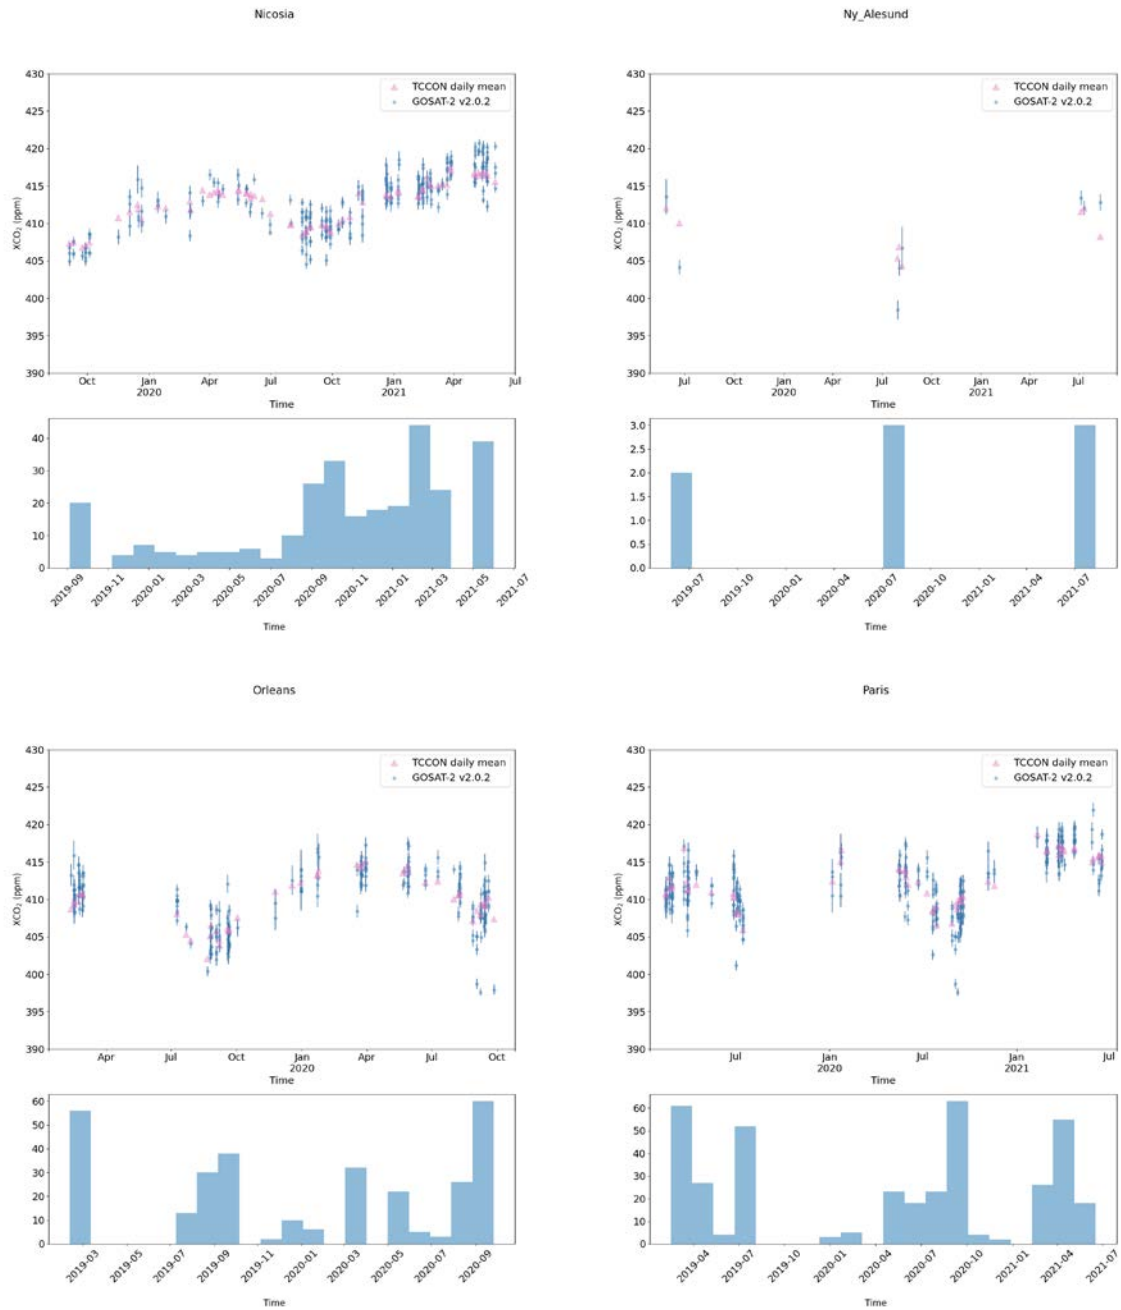 Nicosia
430
425
420
415
410
405
400
395
390
XCO₂ (ppm)
TCCON daily mean
GOSAT-2 v2.0.2
Oct Jan Apr Jul Oct Jan Apr Jul
2020 2021
Time
40
30
20
10
0
2019-09 2019-11 2020-01 2020-03 2020-05 2020-07 2020-09 2020-11 2021-01 2021-03 2021-05 2021-07
Time
Ny_Alesund
430
425
420
415
410
405
400
395
390
XCO₂ (ppm)
TCCON daily mean
GOSAT-2 v2.0.2
Jul Oct Jan Apr Jul Oct Jan Apr Jul
2020 2021
Time
3.0
2.5
2.0
1.5
1.0
0.5
0.0
2019-07 2019-10 2020-01 2020-04 2020-07 2020-10 2021-01 2021-04 2021-07
Time
Orleans
430
425
420
415
410
405
400
395
390
XCO₂ (ppm)
TCCON daily mean
GOSAT-2 v2.0.2
Apr Jul Oct Jan Apr Jul Oct
2020
Time
60
50
40
30
20
10
0
2019-03 2019-05 2019-07 2019-09 2019-11 2020-01 2020-03 2020-05 2020-07 2020-09
Time
Paris
430
425
420
415
410
405
400
395
390
XCO₂ (ppm)
TCCON daily mean
GOSAT-2 v2.0.2
Jul Jan Jul Jan Jul
2020 2021
Time
60
50
40
30
20
10
0
2019-04 2019-07 2019-10 2020-01 2020-04 2020-07 2020-10 2021-01 2021-04 2021-07
Time